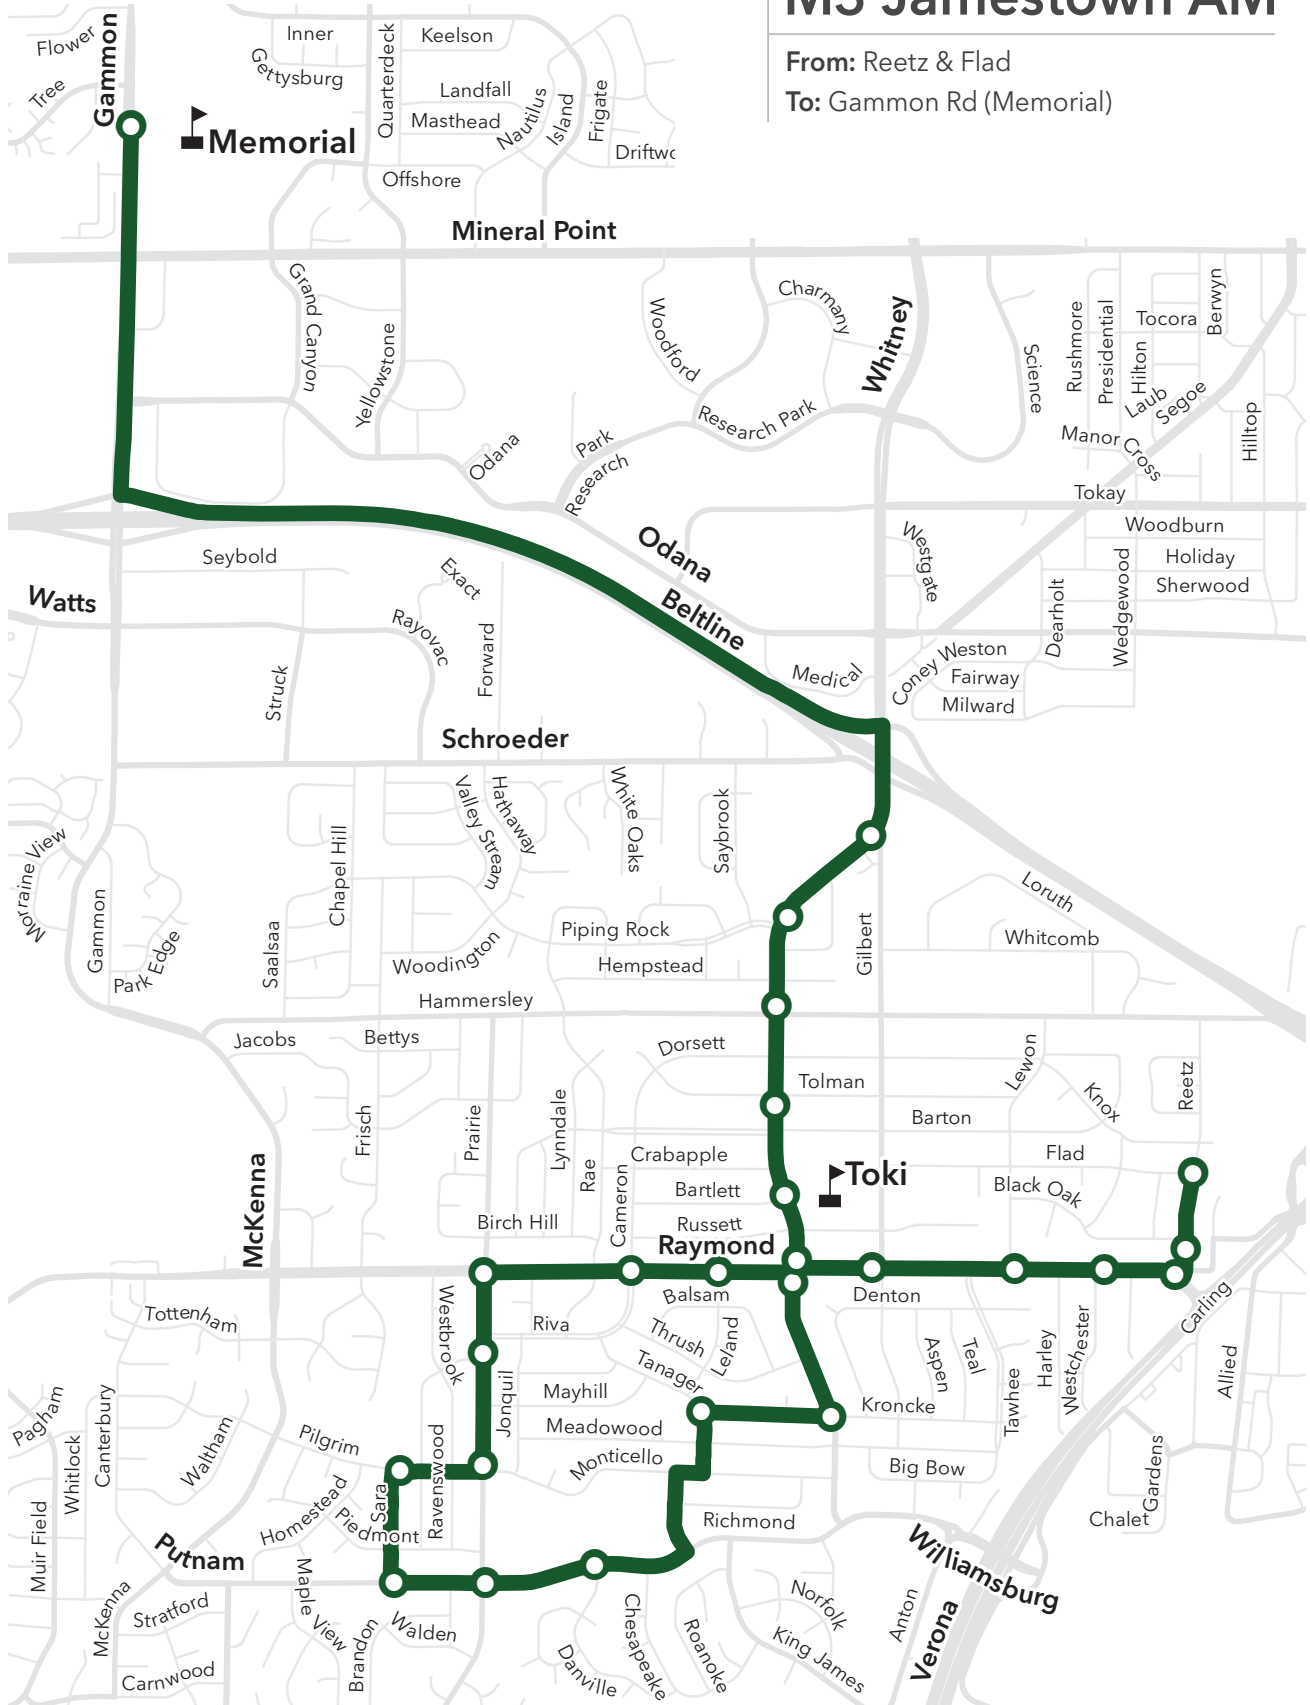 M3 Jamestown AM
From: Reetz & Flad
To: Gammon Rd (Memorial)
Flower
Tree
Gammon
Inner
Gettysburg
Quarterdeck
Keelson
Landfall
Masthead
Nautilus
Island
Frigate
Driftwo
Offshore
Memorial
Mineral Point
Grand Canyon
Yellowstone
Woodford
Charmany
Whitney
Science
Rushmore
Presidential
Tocora
Hilton
Berwyn
Laub
Segoe
Hilltop
Manor Cross
Research Park
Odana
Park
Research
Tokay
Woodburn
Holiday
Sherwood
Westgate
Dearholt
Wedgewood
Odana
Beltline
Seybold
Exact
Watts
Rayovac
Forward
Struck
Medical
Coney Weston
Fairway
Milward
Schroeder
Valley Stream
Hathaway
White Oaks
Saybrook
Morraine View
Chapel Hill
Gammon
Park Edge
Saalsaa
Woodington
Piping Rock
Hempstead
Gilbert
Loruth
Whitcomb
Hammersley
Jacobs
Bettys
Dorsett
Lewon
Knox
Reetz
Tolman
Barton
Frisch
Prairie
Lynndale
Rae
Cameron
Crabapple
Bartlett
Russett
Flad
Black Oak
Toki
McKenna
Birch Hill
Raymond
Balsam
Denton
Carling
Tottenham
Westbrook
Riva
Thrush
Leland
Tanager
Aspen
Teal
Tawhee
Harley
Westchester
Allied
Pagham
Canterbury
Whitlock
Waltham
Jonquil
Mayhill
Meadowood
Monticello
Kroncke
Big Bow
Pilgrim
Ravenswood
Sara
Homestead
Piedmont
Gardens
Chalet
Richmond
Muir Field
Putnam
Williamsburg
McKenna
Stratford
Maple View
Brandon
Walden
Carnwood
Danville
Chesapeake
Roanoke
Norfolk
King James
Anton
Verona